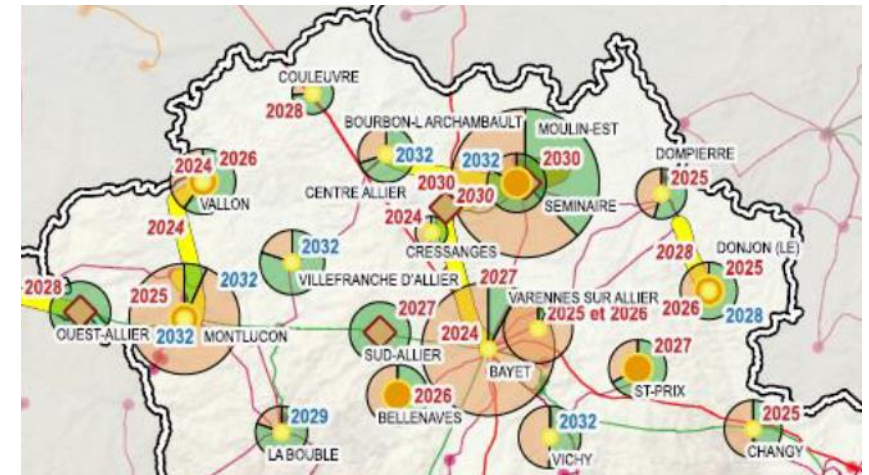 COULEUVRE
2028
BOURBON-L ARCHAMBAULT
MOULIN-EST
2032
2032
2030
DOMPIERRE
2024
2026
2025
VALLON
CENTRE ALLIER
2030
2030
SEMINAIRE
2024
2024
CRESSANGES
2028
DONJON (LE)
2032
2032
VILLEFRANCHE D'ALLIER
2027
2025
2028
2025
2027
VARENNES SUR ALLIER
2026
2025 et 2026
2028
OUEST-ALLIER
2032
MONTLUCON
2024
SUD-ALLIER
BAYET
2027
ST-PRIX
2026
BELLENAVES
2029
2032
2025
LA BOUBLE
VICHY
CHANGY